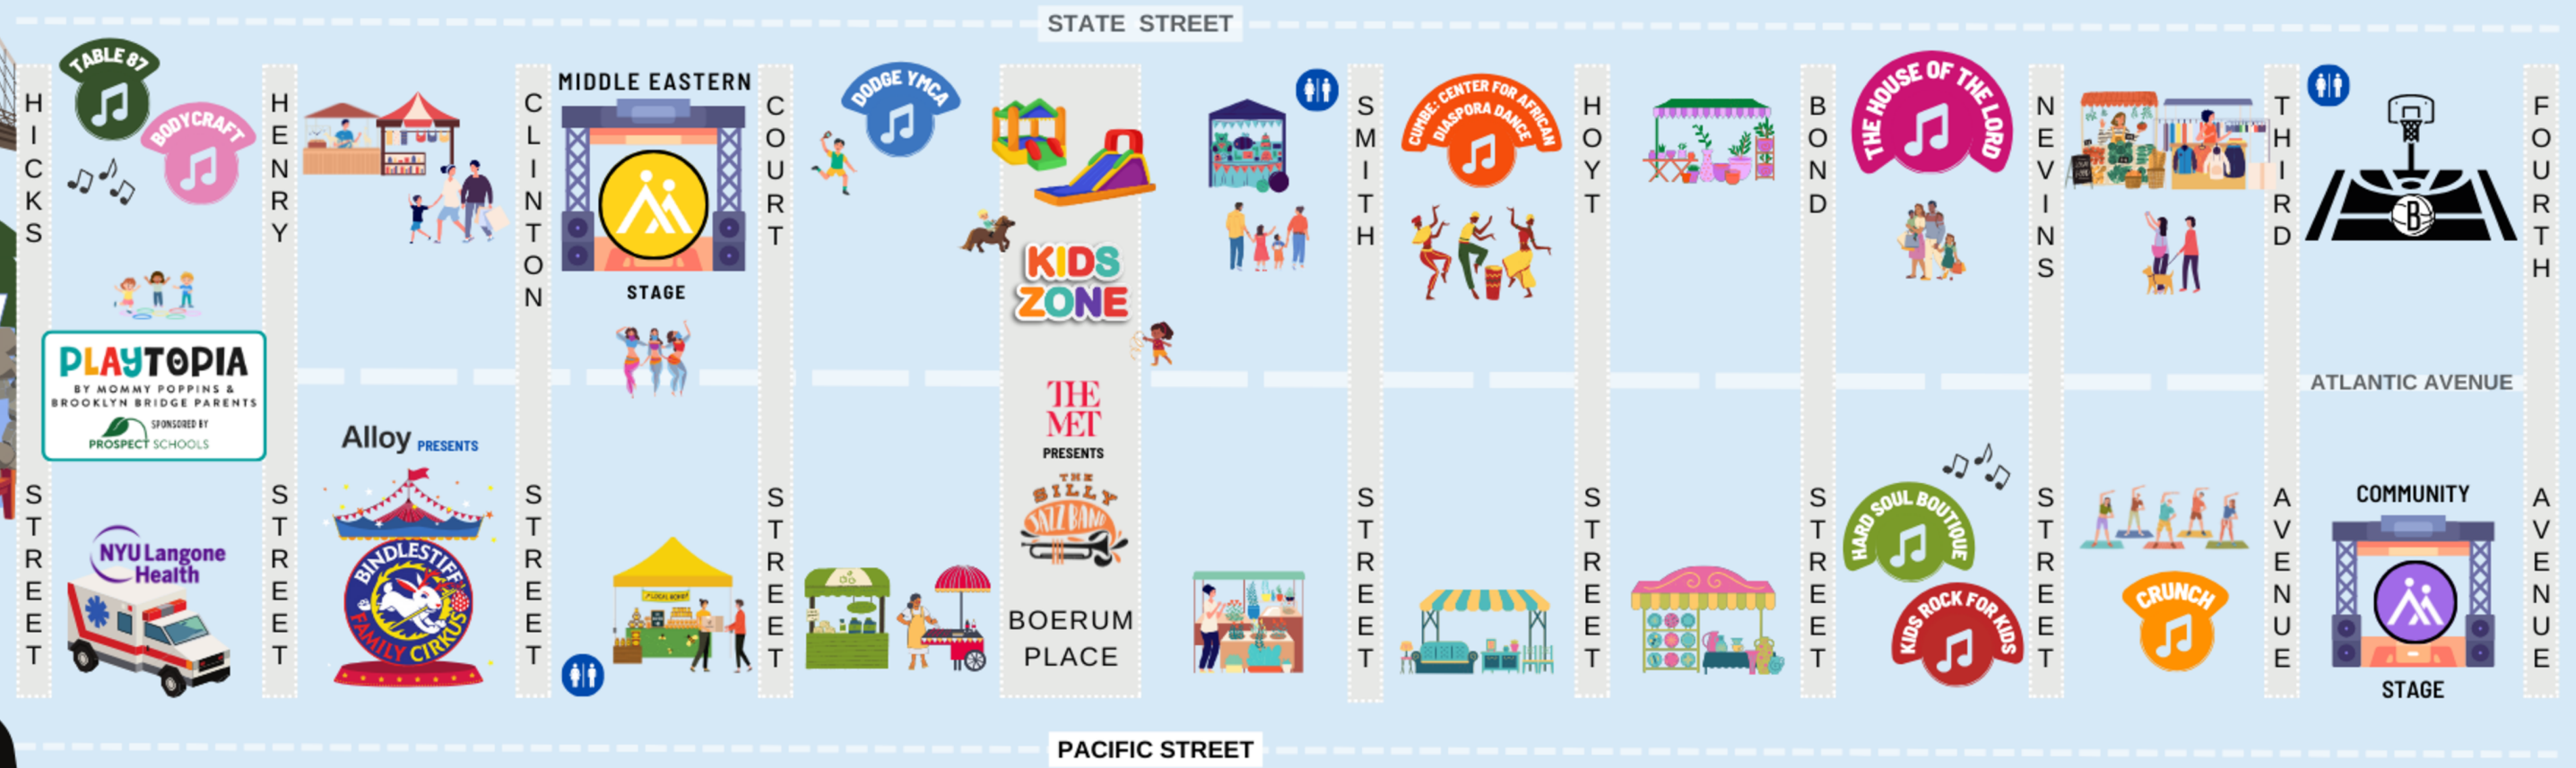 STATE STREET
TABLE 87
BODYCRAFT
HICKS STREET
PLAYTOPIA
BY MOMMY POPPINS &
BROOKLYN BRIDGE PARENTS
SPONSORED BY
PROSPECT SCHOOLS
NYU Langone
Health
HENRY STREET
Alloy PRESENTS
BINDLESTIFF
FAMILY CIRKUS
CLINTON STREET
MIDDLE EASTERN
STAGE
COURT STREET
DODGE YMCA
KIDS
ZONE
THE
MET
PRESENTS
THE
SILLY
JAZZ BAND
BOERUM
PLACE
SMITH STREET
CUMBE: CENTER FOR AFRICAN
DIASPORA DANCE
HOYT STREET
BOND STREET
THE HOUSE OF THE LORD
HARD SOUL BOUTIQUE
KIDS ROCK FOR KIDS
NEVINS STREET
CRUNCH
THIRD AVENUE
B
ATLANTIC AVENUE
COMMUNITY
STAGE
FOURTH AVENUE
PACIFIC STREET